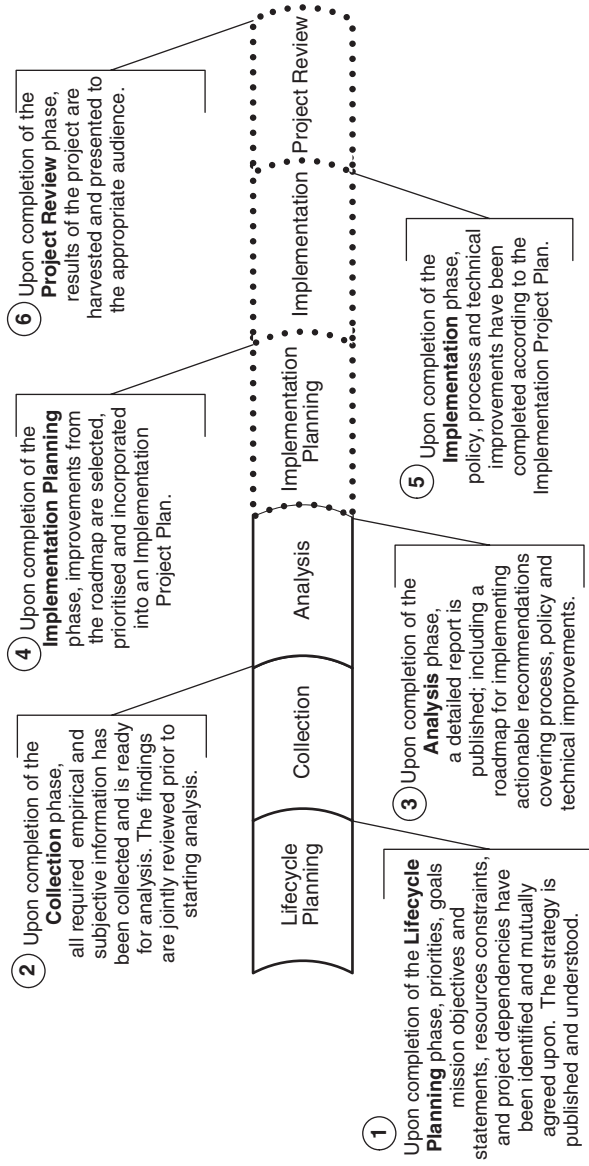 1
Upon completion of the Lifecycle
Planning phase, priorities, goals
mission objectives and
statements, resources constraints,
and project dependencies have
been identified and mutually
agreed upon. The strategy is
published and understood.
2 Upon completion of the
Collection phase,
all required empirical and
subjective information has
been collected and is ready
for analysis. The findings
are jointly reviewed prior to
starting analysis.
3 Upon completion of the
Analysis phase,
a detailed report is
published; including a
roadmap for implementing
actionable recommendations
covering process, policy and
technical improvements.
4 Upon completion of the
Implementation Planning
phase, improvements from
the roadmap are selected,
prioritised and incorporated
into an Implementation
Project Plan.
5 Upon completion of the
Implementation phase,
policy, process and technical
improvements have been
completed according to the
Implementation Project Plan.
6 Upon completion of the
Project Review phase,
results of the project are
harvested and presented to
the appropriate audience.
Lifecycle
Planning
Collection
Analysis
Implementation
Planning
Implementation
Project Review